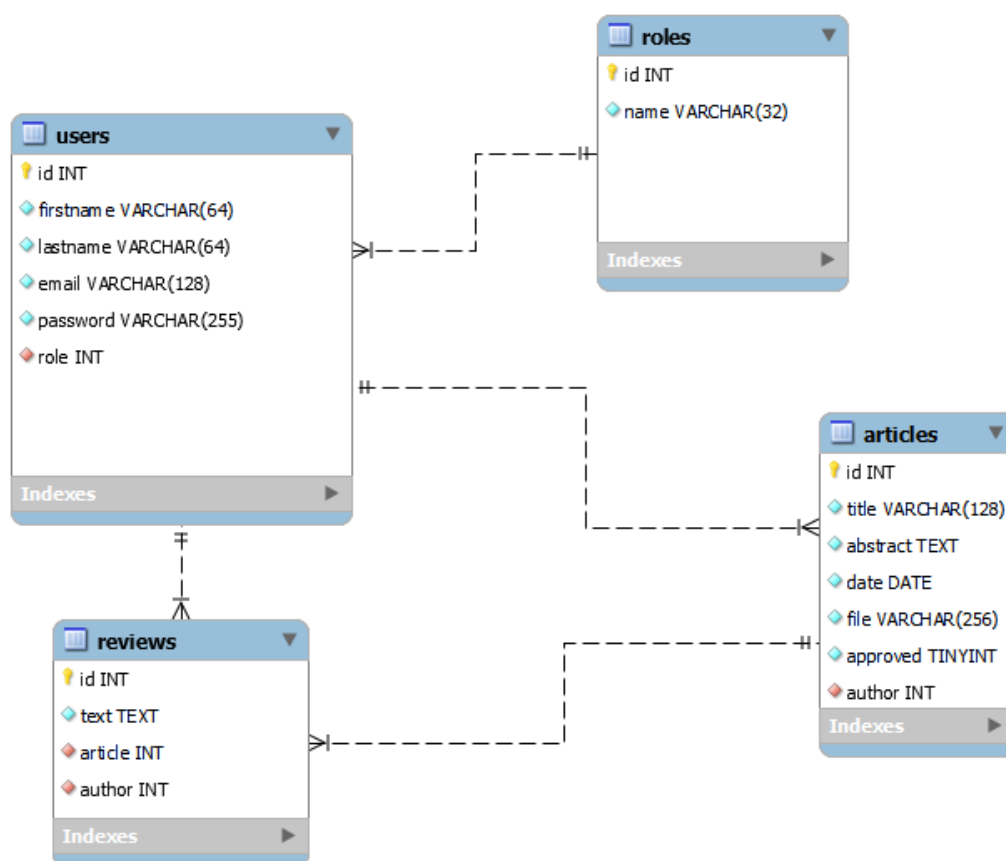 roles
id INT
name VARCHAR(32)
Indexes
users
id INT
firstname VARCHAR(64)
lastname VARCHAR(64)
email VARCHAR(128)
password VARCHAR(255)
role INT
Indexes
articles
id INT
title VARCHAR(128)
abstract TEXT
date DATE
file VARCHAR(256)
approved TINYINT
author INT
Indexes
reviews
id INT
text TEXT
article INT
author INT
Indexes